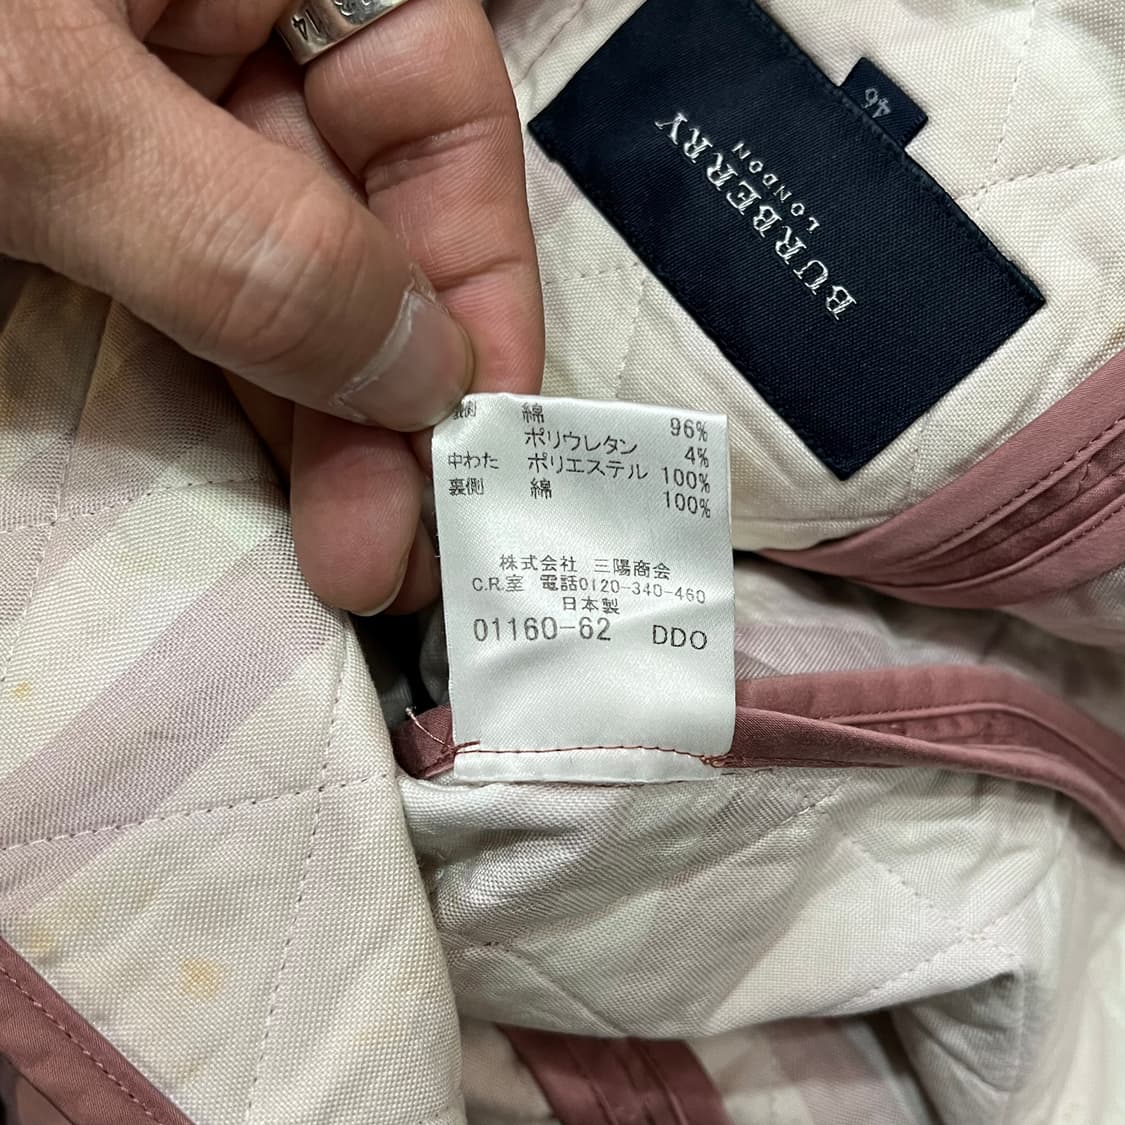 14
46
BURBERRY
LONDON
綿 96%
ポリウレタン 4%
中わた ポリエステル 100%
裏側 綿 100%
株式会社 三陽商会
C.R.室 電話0120-340-460
日本製
01160-62 DDO